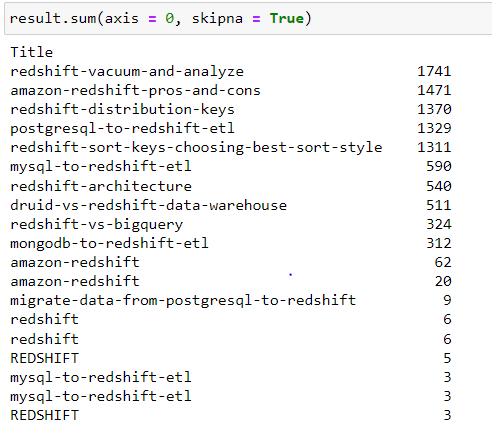 result.sum(axis = 0, skipna = True)
Title
redshift-vacuum-and-analyze 1741
amazon-redshift-pros-and-cons 1471
redshift-distribution-keys 1370
postgresql-to-redshift-etl 1329
redshift-sort-keys-choosing-best-sort-style 1311
mysql-to-redshift-etl 590
redshift-architecture 540
druid-vs-redshift-data-warehouse 511
redshift-vs-bigquery 324
mongodb-to-redshift-etl 312
amazon-redshift 62
amazon-redshift 20
migrate-data-from-postgresql-to-redshift 9
redshift 6
redshift 6
REDSHIFT 5
mysql-to-redshift-etl 3
mysql-to-redshift-etl 3
REDSHIFT 3